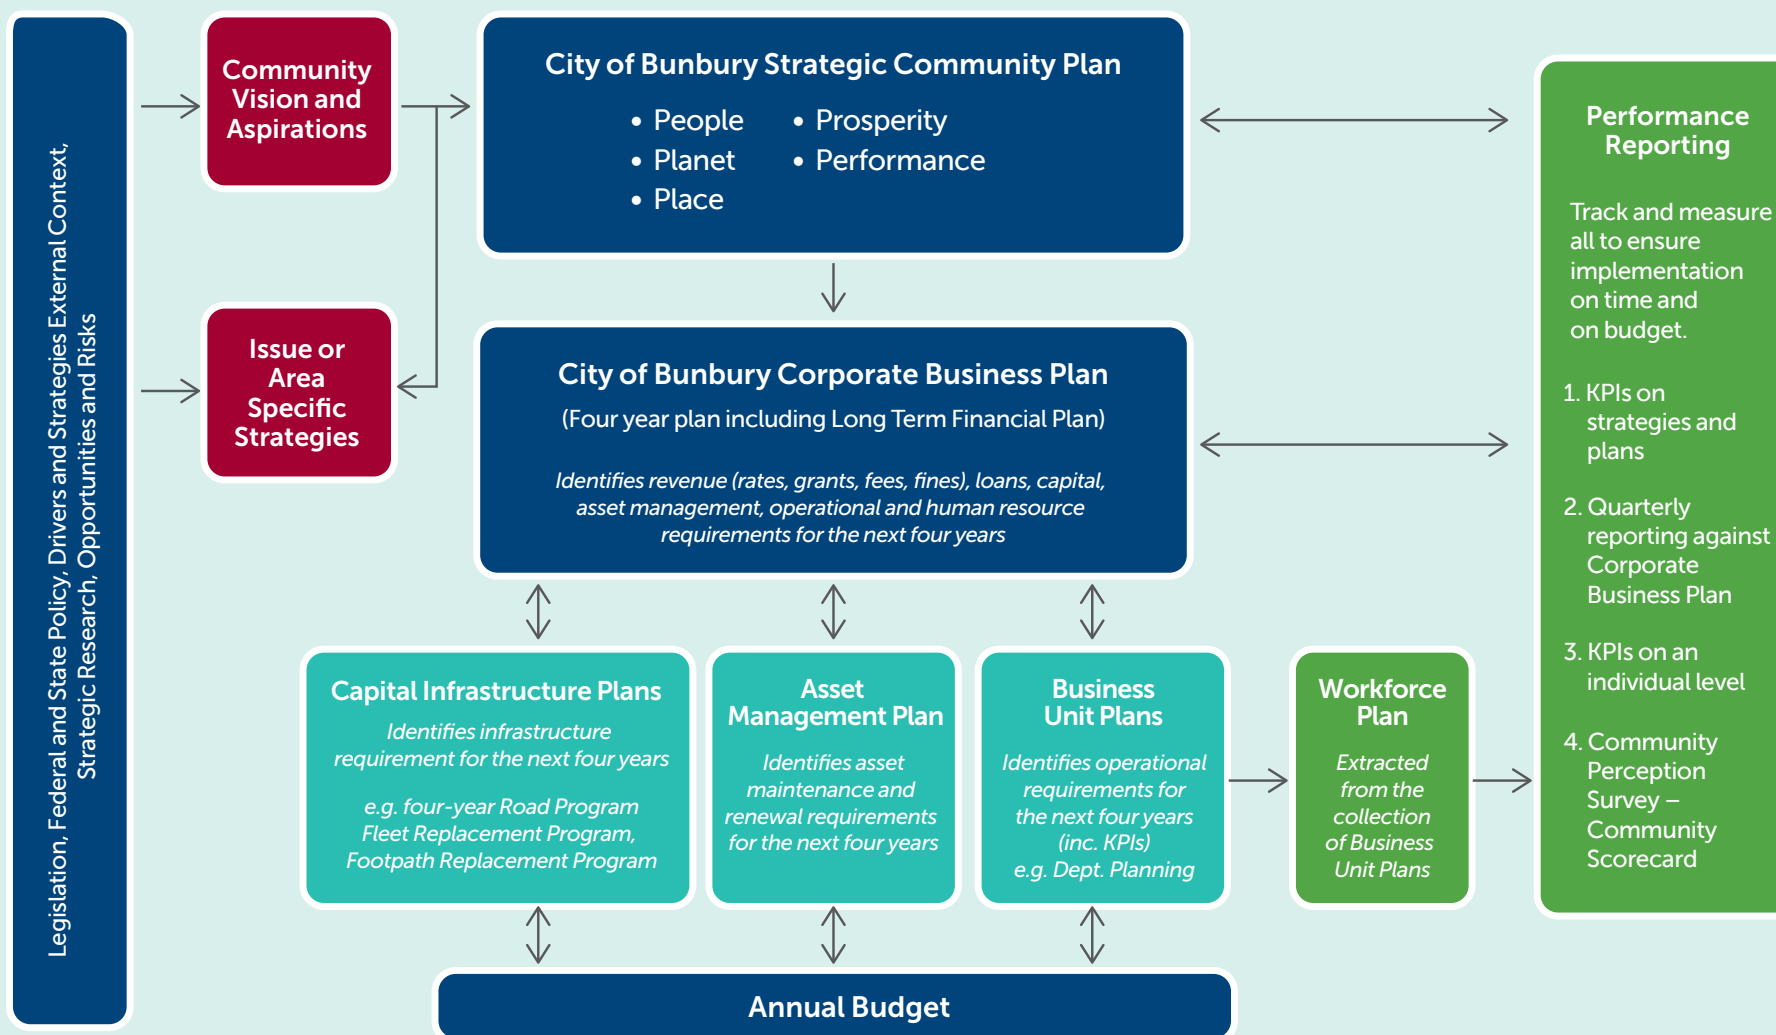 Legislation, Federal and State Policy, Drivers and Strategies External Context,
Strategic Research, Opportunities and Risks
Community
Vision and
Aspirations
Issue or
Area
Specific
Strategies
City of Bunbury Strategic Community Plan
• People
• Planet
• Place
• Prosperity
• Performance
City of Bunbury Corporate Business Plan
(Four year plan including Long Term Financial Plan)
Identifies revenue (rates, grants, fees, fines), loans, capital,
asset management, operational and human resource
requirements for the next four years
Capital Infrastructure Plans
Identifies infrastructure
requirement for the next four years
e.g. four-year Road Program
Fleet Replacement Program,
Footpath Replacement Program
Asset
Management Plan
Identifies asset
maintenance and
renewal requirements
for the next four years
Business
Unit Plans
Identifies operational
requirements for
the next four years
(inc. KPIs)
e.g. Dept. Planning
Workforce
Plan
Extracted
from the
collection
of Business
Unit Plans
Annual Budget
Performance
Reporting
Track and measure
all to ensure
implementation
on time and
on budget.
1. KPIs on
strategies and
plans
2. Quarterly
reporting against
Corporate
Business Plan
3. KPIs on an
individual level
4. Community
Perception
Survey –
Community
Scorecard